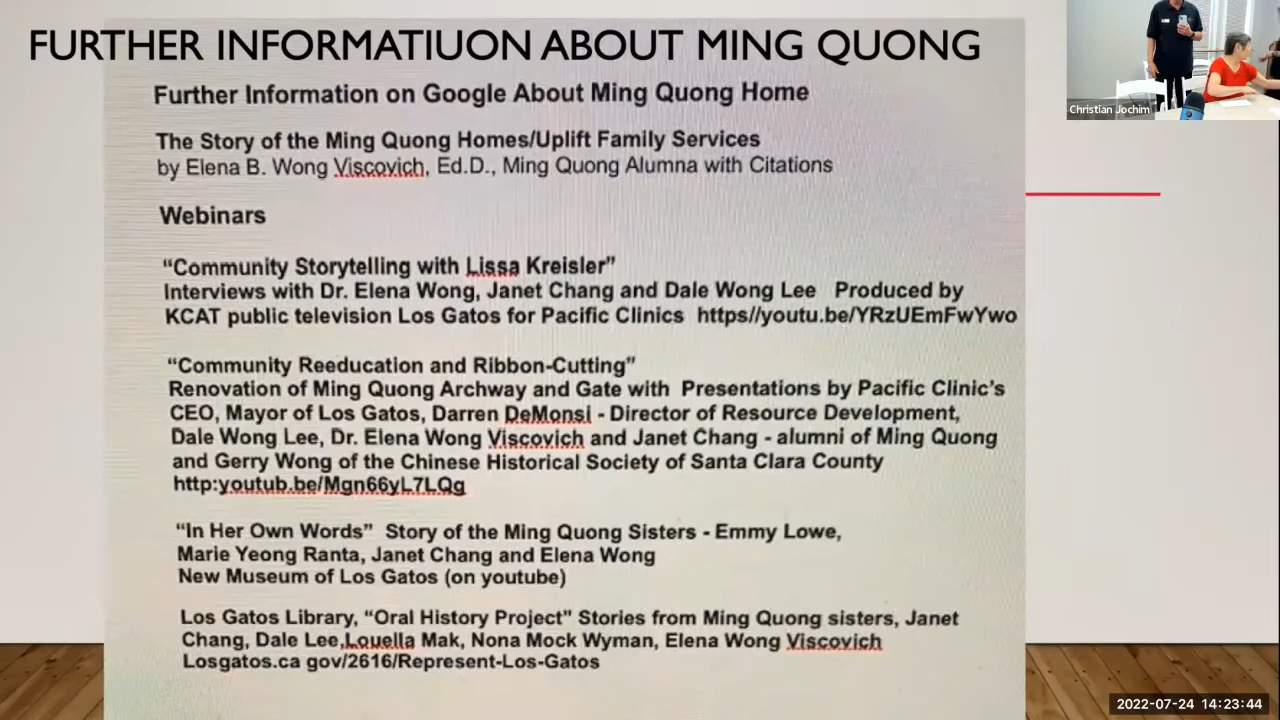 FURTHER INFORMATIUON ABOUT MING QUONG
Christian Jochim
Further Information on Google About Ming Quong Home
The Story of the Ming Quong Homes/Uplift Family Services
by Elena B. Wong Viscovich, Ed.D., Ming Quong Alumna with Citations
Webinars
“Community Storytelling with Lissa Kreisler”
Interviews with Dr. Elena Wong, Janet Chang and Dale Wong Lee Produced by
KCAT public television Los Gatos for Pacific Clinics https//youtu.be/YRzUEmFwYwo
“Community Reeducation and Ribbon-Cutting”
Renovation of Ming Quong Archway and Gate with Presentations by Pacific Clinic’s
CEO, Mayor of Los Gatos, Darren DeMonsi - Director of Resource Development,
Dale Wong Lee, Dr. Elena Wong Viscovich and Janet Chang - alumni of Ming Quong
and Gerry Wong of the Chinese Historical Society of Santa Clara County
http:youtub.be/Mgn66yL7LQg
“In Her Own Words” Story of the Ming Quong Sisters - Emmy Lowe,
Marie Yeong Ranta, Janet Chang and Elena Wong
New Museum of Los Gatos (on youtube)
Los Gatos Library, “Oral History Project” Stories from Ming Quong sisters, Janet
Chang, Dale Lee,Louella Mak, Nona Mock Wyman, Elena Wong Viscovich
Losgatos.ca gov/2616/Represent-Los-Gatos
2022-07-24 14:23:44